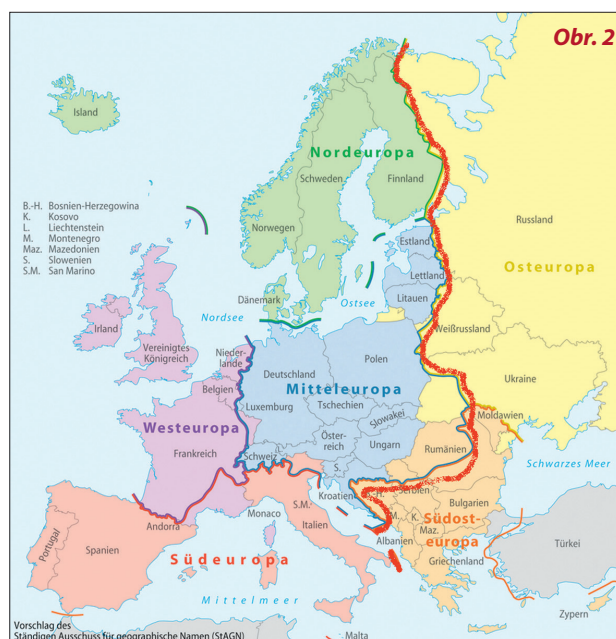 Obr. 2
Island
Nordeuropa
Schweden
Finnland
Norwegen
Russland
B.-H. Bosnien-Herzegowina
K. Kosovo
L. Liechtenstein
M. Montenegro
Maz. Mazedonien
S. Slowenien
S.M. San Marino
Estland
Lettland
Litauen
Osteuropa
Dänemark
Ostsee
Nordsee
Irland
Vereinigtes
Königreich
Weißrussland
Nieder-
lande
Polen
Deutschland
Belgien
Mitteleuropa
Ukraine
Luxemburg
Tschechien
Slowakei
Moldawien
Westeuropa
Frankreich
Schweiz
Öster-
reich
Ungarn
Rumänien
S.
Kroatien
Schwarzes Meer
S.M.
Serbien
Bulgarien
Monaco
Andorra
Italien
M.
K.
Maz.
Albanien
Südost-
europa
Portugal
Spanien
Südeuropa
Griechenland
Türkei
Mittelmeer
Zypern
Malta
Vorschlag des
Ständigen Ausschuss für geographische Namen (StAGN)